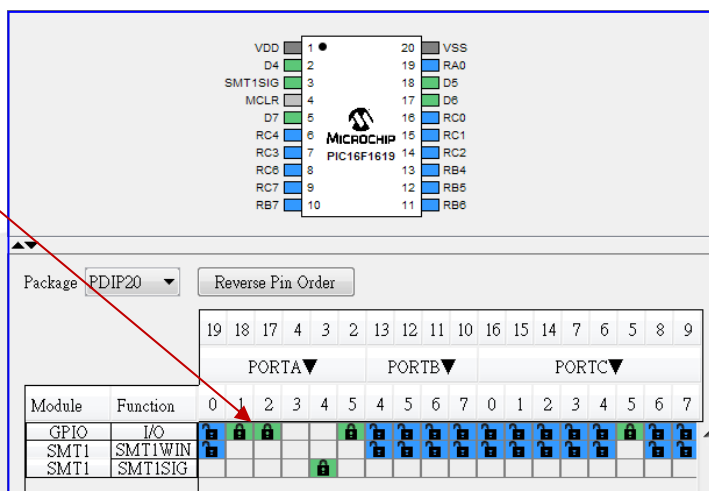 VDD 1 20 VSS
D4 2 19 RA0
SMT1SIG 3 18 D5
MCLR 4 17 D6
D7 5 16 RC0
RC4 6 MICROCHIP 15 RC1
RC3 7 PIC16F1619 14 RC2
RC6 8 13 RB4
RC7 9 12 RB5
RB7 10 11 RB6
Package PDIP20 Reverse Pin Order
19 18 17 4 3 2 13 12 11 10 16 15 14 7 6 5 8 9
PORTA▼ PORTB▼ PORTC▼
Module Function 0 1 2 3 4 5 4 5 6 7 0 1 2 3 4 5 6 7
GPIO I/O
SMT1 SMT1WIN
SMT1 SMT1SIG